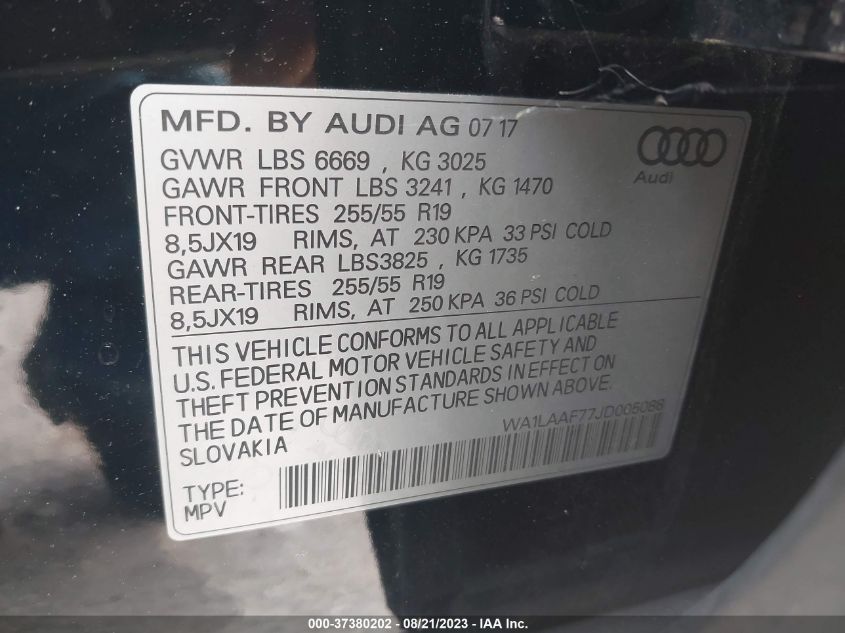 MFD. BY AUDI AG 07 17
GVWR LBS 6669 , KG 3025
GAWR FRONT LBS 3241 , KG 1470
FRONT-TIRES 255/55 R19
8,5JX19 RIMS, AT 230 KPA 33 PSI COLD
GAWR REAR LBS3825 , KG 1735
REAR-TIRES 255/55 R19
8,5JX19 RIMS, AT 250 KPA 36 PSI COLD
Audi
THIS VEHICLE CONFORMS TO ALL APPLICABLE
U.S. FEDERAL MOTOR VEHICLE SAFETY AND
THEFT PREVENTION STANDARDS IN EFFECT ON
THE DATE OF MANUFACTURE SHOWN ABOVE.
SLOVAKIA
WA1LAAF77JD005088
TYPE:
MPV
000-37380202 - 08/21/2023 - IAA Inc.